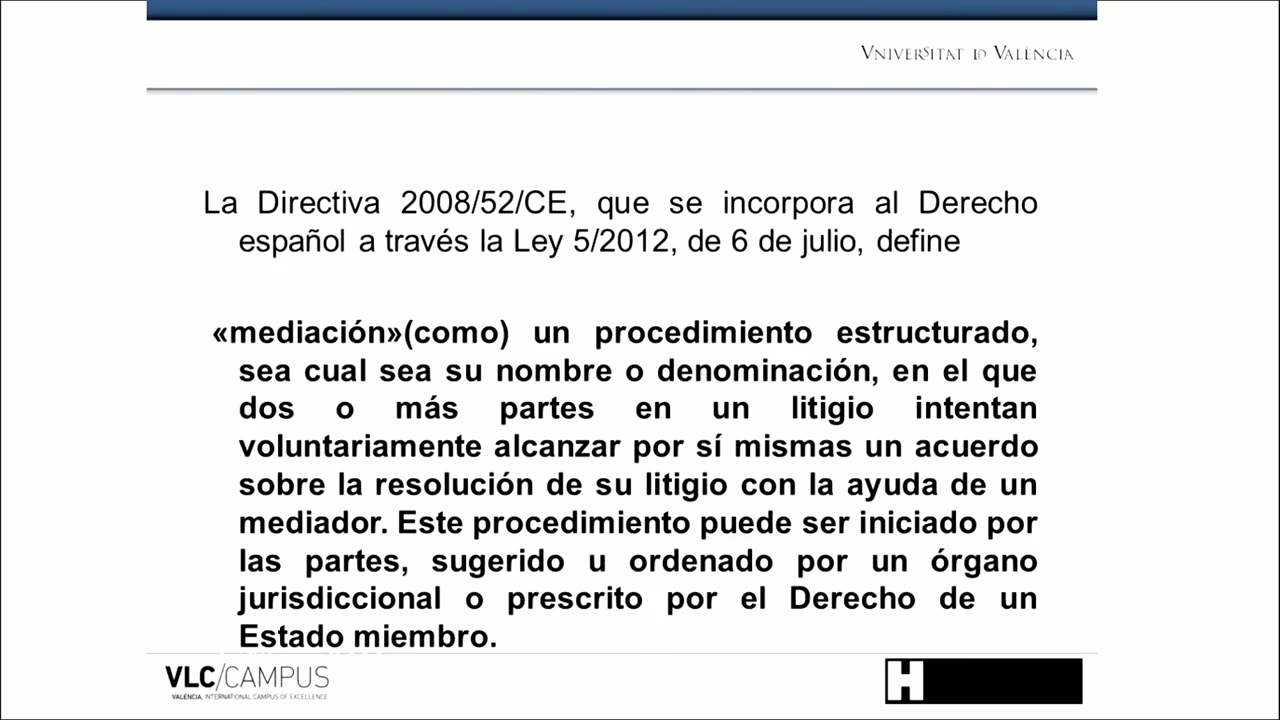 VNIVERSITAT ID VALÈNCIA
La Directiva 2008/52/CE, que se incorpora al Derecho
español a través la Ley 5/2012, de 6 de julio, define
«mediación»(como) un procedimiento estructurado,
sea cual sea su nombre o denominación, en el que
dos o más partes en un litigio intentan
voluntariamente alcanzar por sí mismas un acuerdo
sobre la resolución de su litigio con la ayuda de un
mediador. Este procedimiento puede ser iniciado por
las partes, sugerido u ordenado por un órgano
jurisdiccional o prescrito por el Derecho de un
Estado miembro.
VLC/CAMPUS
VALENCIA, INTERNATIONAL CAMPUS OF EXCELLENCE
H